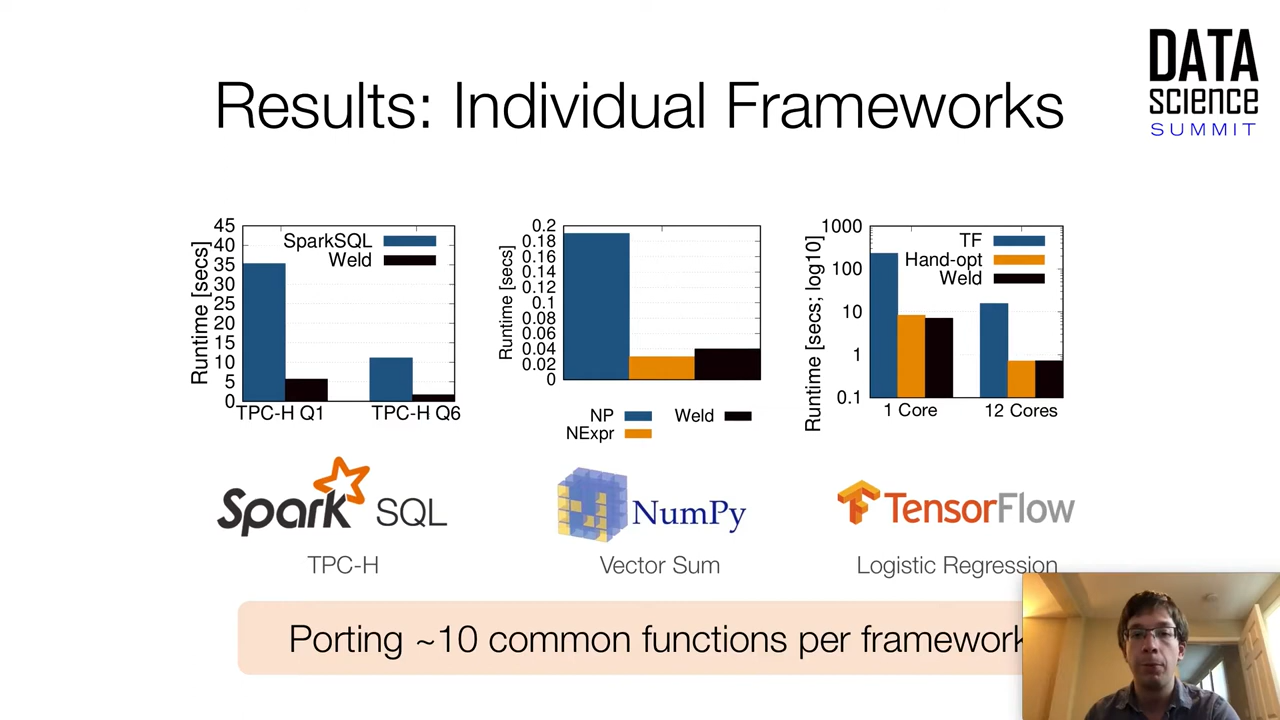 DATA
SCIENCE
SUMMIT
Results: Individual Frameworks
Runtime [secs]
45
40
35
30
25
20
15
10
5
0
SparkSQL
Weld
TPC-H Q1
TPC-H Q6
Runtime [secs]
0.2
0.18
0.16
0.14
0.12
0.1
0.08
0.06
0.04
0.02
0
NP
Weld
NExpr
Runtime [secs; log10]
1000
100
10
1
0.1
TF
Hand-opt
Weld
1 Core
12 Cores
Spark SQL
NumPy
TensorFlow
TPC-H
Vector Sum
Logistic Regression
Porting ~10 common functions per framework